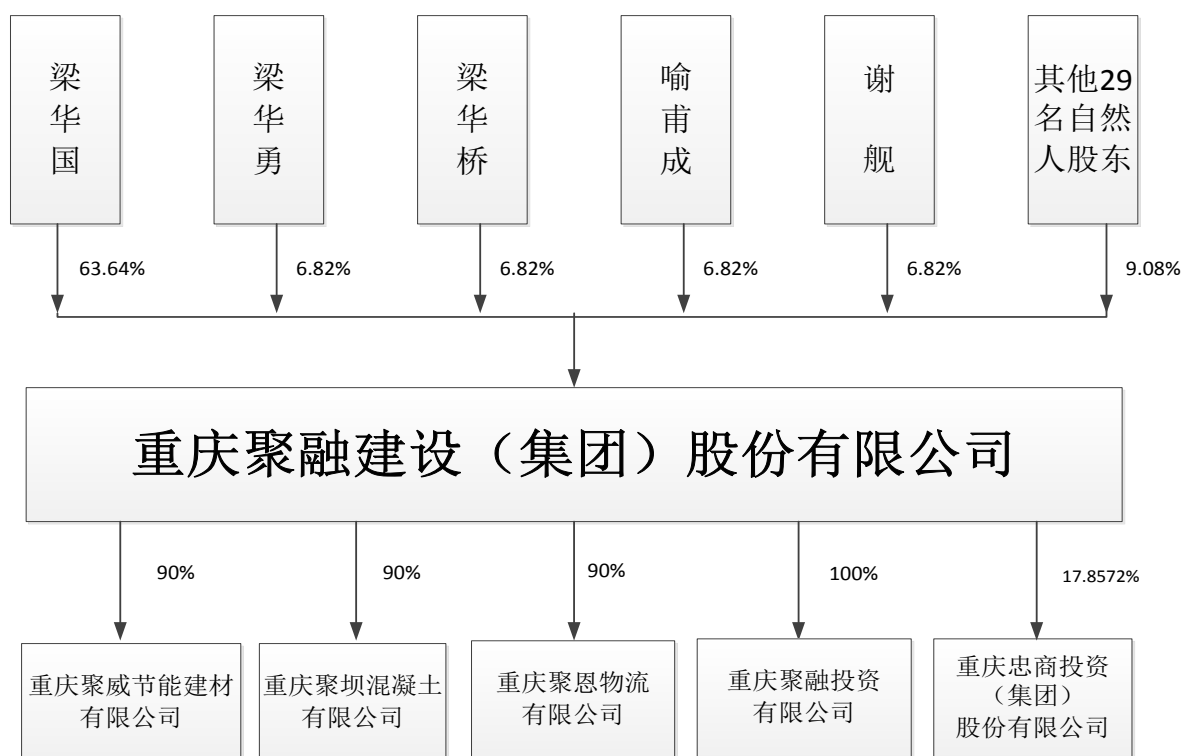 梁华国
梁华勇
梁华桥
喻甫成
谢舰
其他29
名自然
人股东
63.64%
6.82%
6.82%
6.82%
6.82%
9.08%
重庆聚融建设（集团）股份有限公司
90%
90%
90%
100%
17.8572%
重庆聚威节能建材
有限公司
重庆聚坝混凝土
有限公司
重庆聚恩物流
有限公司
重庆聚融投资
有限公司
重庆忠商投资
（集团）
股份有限公司